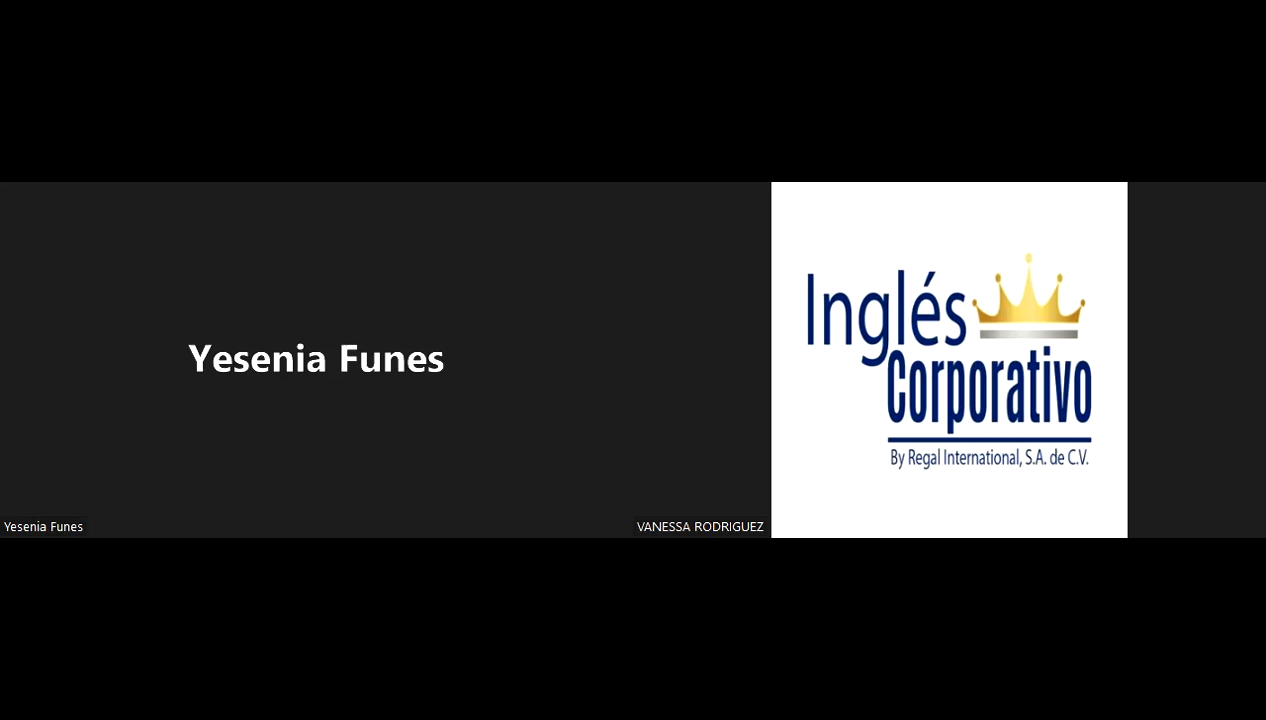 Yesenia Funes
Inglés
Corporativo
By Regal International, S.A. de C.V.
Yesenia Funes
VANESSA RODRIGUEZ